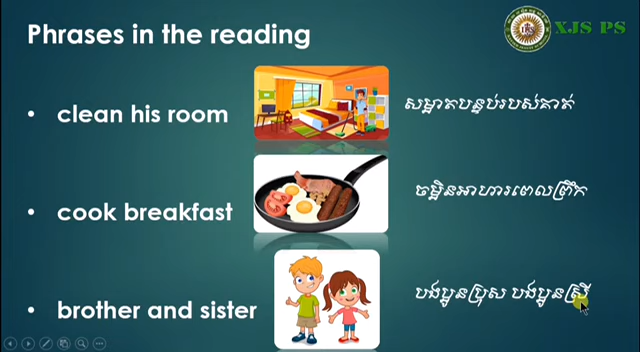 Phrases in the reading
XJS PS
• clean his room
សម្អាតបន្ទប់របស់គាត់
• cook breakfast
ចម្អិនអាហារពេលព្រឹក
• brother and sister
បងប្អូនប្រុស បងប្អូនស្រី